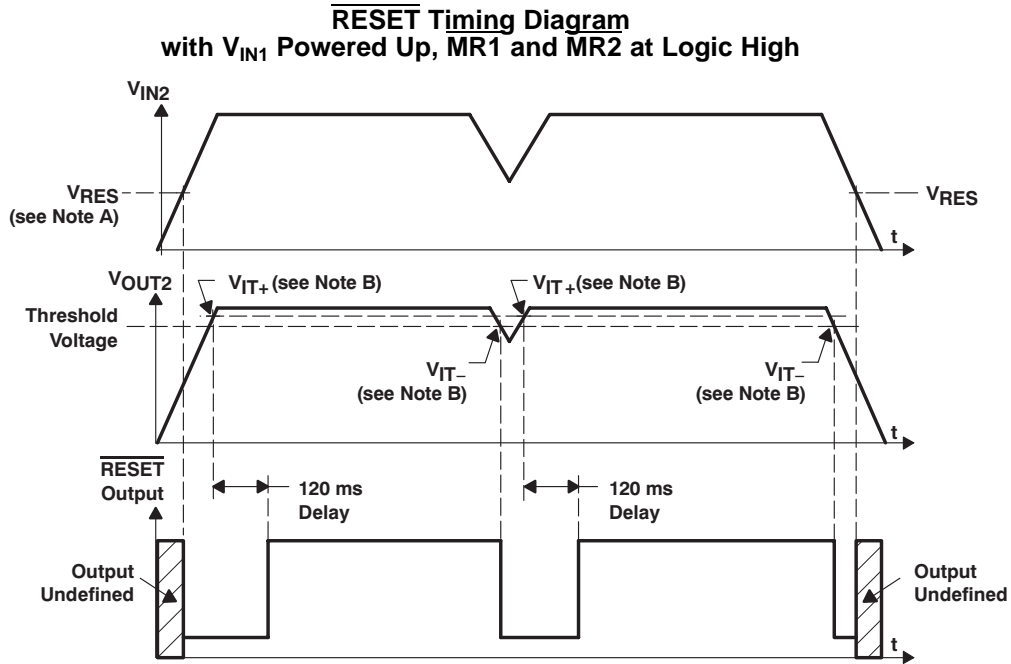 RESET Timing Diagram
with VIN1 Powered Up, MR1 and MR2 at Logic High
VIN2
VRES
(see Note A)
VRES
t
VOUT2
VIT+ (see Note B)
VIT+(see Note B)
Threshold
Voltage
VIT–
(see Note B)
VIT–
(see Note B)
t
RESET
Output
120 ms
Delay
120 ms
Delay
Output
Undefined
Output
Undefined
t